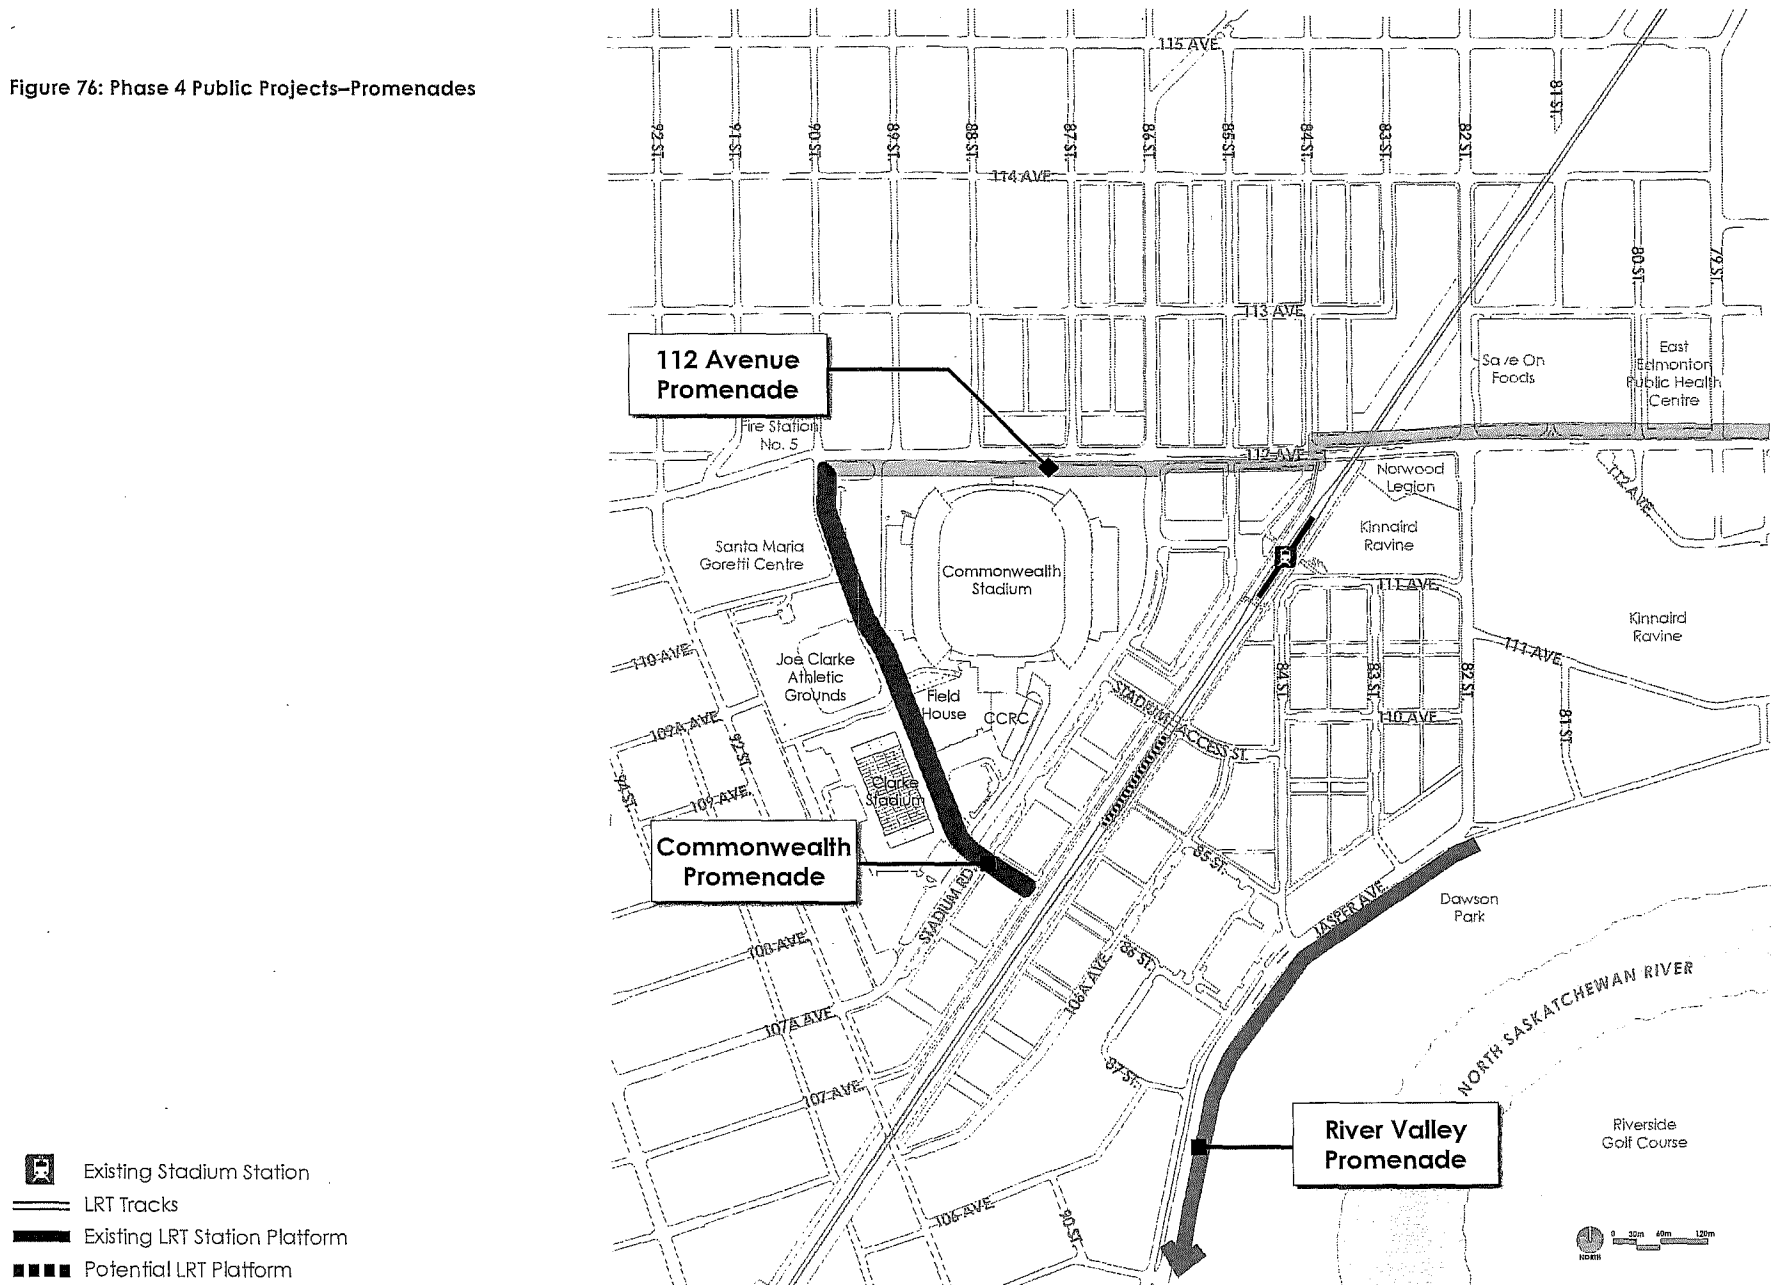 Figure 76: Phase 4 Public Projects–Promenades
115 AVE.
81 ST.
92 ST.
91 ST.
90 ST.
89 ST.
88 ST.
87 ST.
86 ST.
85 ST.
84 ST.
83 ST.
82 ST.
114 AVE.
80 ST.
79 ST.
113 AVE.
112 Avenue
Promenade
Save On
Foods
East
Edmonton
Public Health
Centre
Fire Station
No. 5
112 AVE.
Norwood
Legion
112 AVE.
Kinnaird
Ravine
Santa Maria
Goretti Centre
Commonwealth
Stadium
111 AVE.
Kinnaird
Ravine
110 AVE.
Joe Clarke
Athletic
Grounds
111 AVE.
84 ST.
83 ST.
82 ST.
Field
House
CCRC
STADIUM ACCESS ST.
110 AVE.
81 ST.
109A AVE.
92 ST.
94 ST.
109 AVE.
Clarke
Stadium
Commonwealth
Promenade
85 ST.
STADIUM RD.
JASPER AVE.
Dawson
Park
108 AVE.
86 ST.
106A AVE.
NORTH SASKATCHEWAN RIVER
107A AVE.
87 ST.
107 AVE.
River Valley
Promenade
Riverside
Golf Course
106 AVE.
90 ST.
Existing Stadium Station
LRT Tracks
Existing LRT Station Platform
Potential LRT Platform
NORTH
0 30m 60m 120m